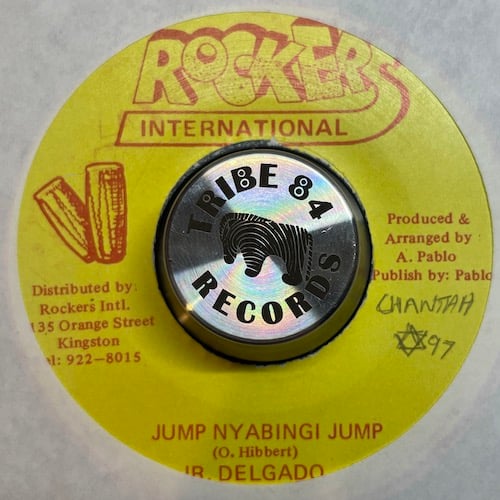 ROCKERS
INTERNATIONAL
TRIBE 84
RECORDS
Produced &
Arranged by
A. Pablo
Publish by: Pablo
CHANTAH
97
Distributed by:
Rockers Intl.
135 Orange Street
Kingston
el: 922-8015
JUMP NYABINGI JUMP
(O. Hibbert)
JR. DELGADO